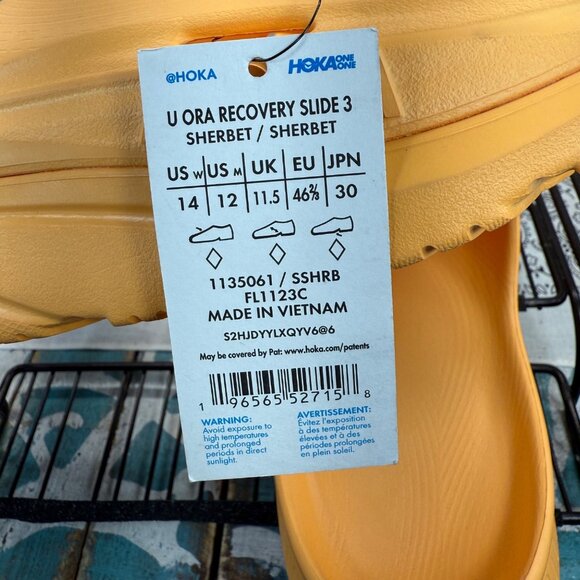 @HOKA
HOKA ONE ONE
U ORA RECOVERY SLIDE 3
SHERBET / SHERBET
US W US M UK EU JPN
14 12 11.5 46⅔ 30
1135061 / SSHRB
FL1123C
MADE IN VIETNAM
S2HJDYYLXQYV6@6
May be covered by Pat: www.hoka.com/patents
1 96565 52715 8
WARNING:
Avoid exposure to
high temperatures
and prolonged
periods in direct
sunlight.
AVERTISSEMENT:
Évitez l'exposition
à des températures
élevées et à des
périodes prolongées
en plein soleil.